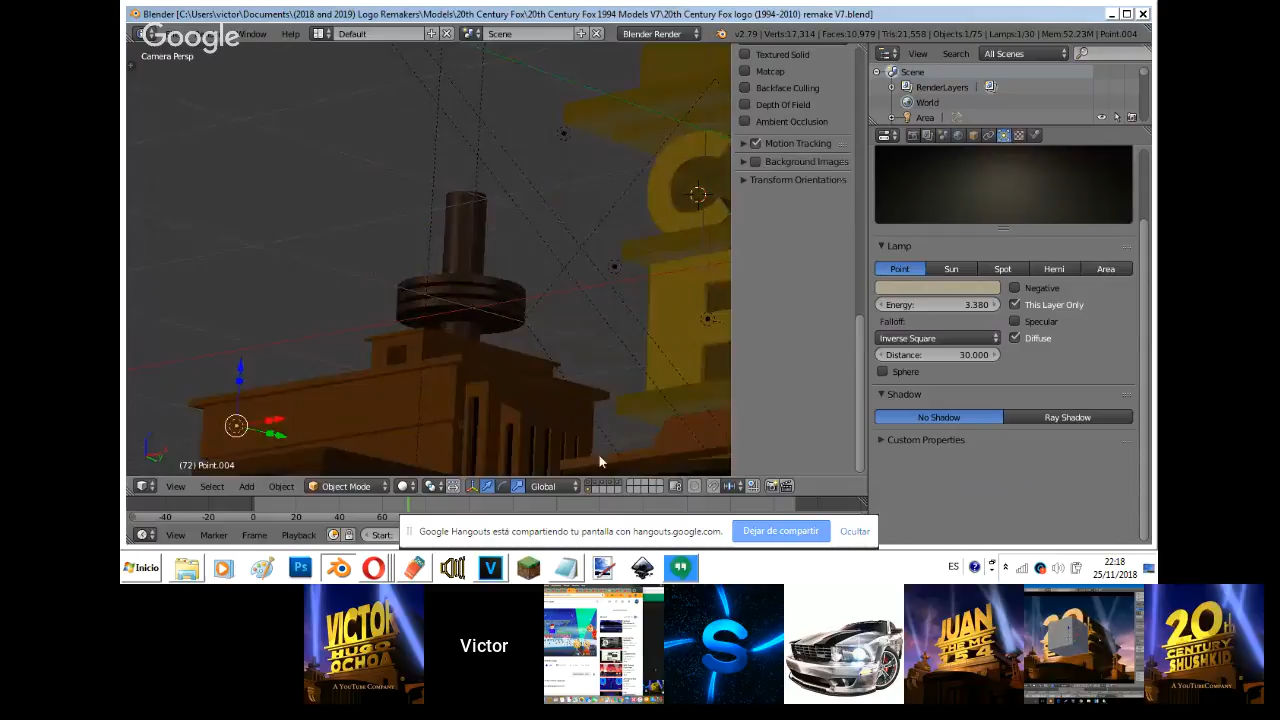 Blender [C:\Users\victor\Documents\(2018 and 2019) Logo Remakers\Models\20th Century Fox\20th Century Fox 1994 Models V7\20th Century Fox logo (1994-2010) remake V7.blend]
Google
Window
Help
Default
Scene
Blender Render
v2.79 | Verts:17,314 | Faces:10,979 | Tris:21,558 | Objects:1/75 | Lamps:1/30 | Mem:52.23M | Point.004
Camera Persp
Textured Solid
Matcap
Backface Culling
Depth Of Field
Ambient Occlusion
Motion Tracking
Background Images
Transform Orientations
View
Search
All Scenes
Scene
RenderLayers
World
Area
Lamp
Point
Sun
Spot
Hemi
Area
Negative
Energy: 3.380
This Layer Only
Falloff:
Specular
Inverse Square
Diffuse
Distance: 30.000
Sphere
Shadow
No Shadow
Ray Shadow
Custom Properties
(72) Point.004
View
Select
Add
Object
Object Mode
Global
-40
-20
0
20
40
60
View
Marker
Frame
Playback
Start:
Google Hangouts está compartiendo tu pantalla con hangouts.google.com.
Dejar de compartir
Ocultar
Inicio
Ps
V
ES
22:18
25/11/2018
VICTOR
HUGO
A YOUTUBE COMPANY
Victor
S
JUAN
20
CENTURY
SHUSHKID
A YOUTUBE COMPANY